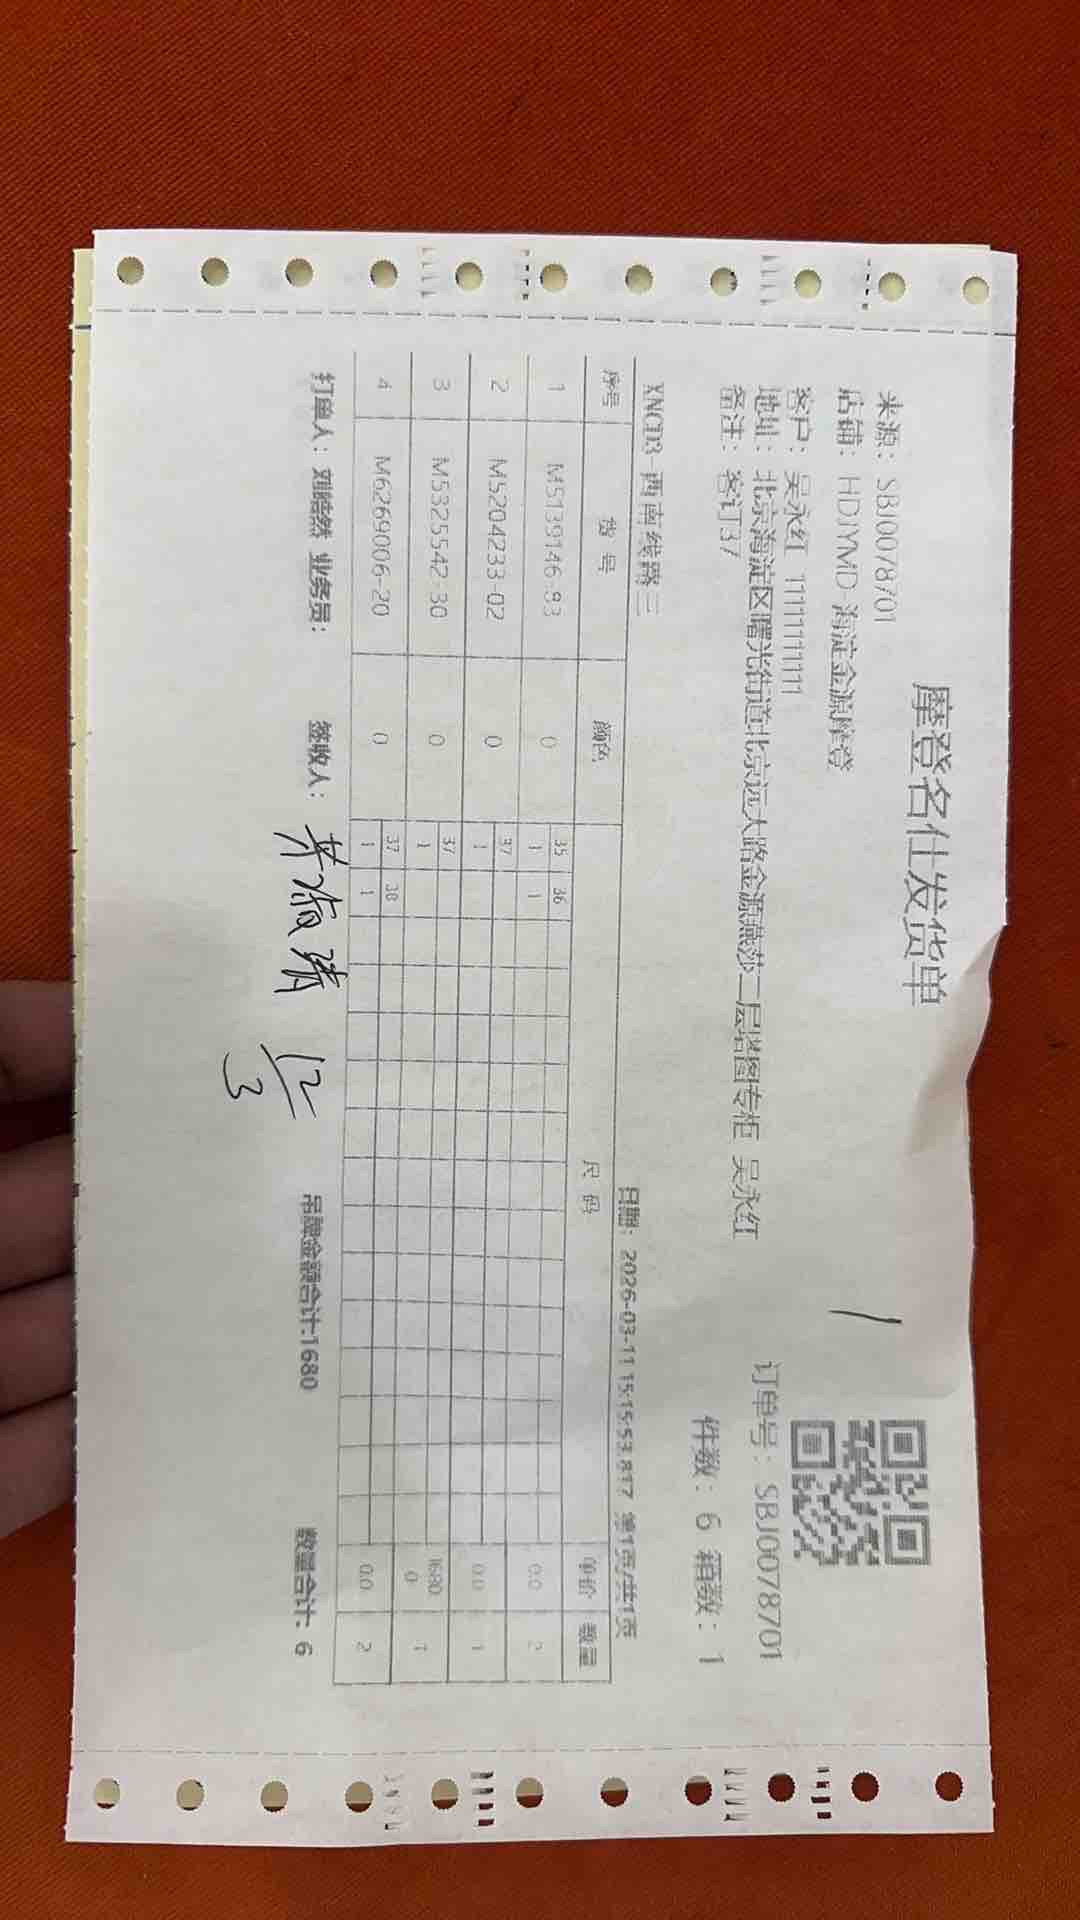 摩登名仕发货单
来源: SBJ0078701
店铺: HDJYMD-海淀金源摩登
客户: 吴永红 11111111111
订单号: SBJ0078701
地址: 北京海淀区曙光街道北京远大路金源燕莎二层塔图专柜 吴永红
备注: 客订37
件数: 6 箱数: 1
XNCD3-西南线路三
日期: 2026-03-11 15:15:53.817 第1页/共1页
序号 货号 颜色 尺码 单价 数量
1 M5139146-93 0 35 36 0.0 2
1 1
2 M5204233-02 0 37 0.0 1
1
3 M5325542-30 0 37 1680.0 1
1
4 M6269006-20 0 37 38 0.0 2
1 1
打单人: 刘皓然 业务员: 签收人: 吊牌金额合计:1680 数量合计: 6
12/3